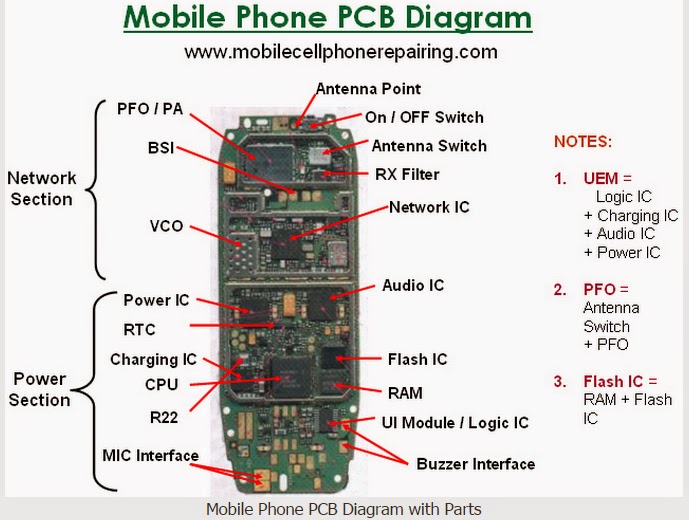 Mobile Phone PCB Diagram
www.mobilecellphonerepairing.com
Antenna Point
PFO / PA
On / OFF Switch
BSI
Antenna Switch
RX Filter
Network
Section
Network IC
VCO
Audio IC
Power IC
RTC
Charging IC
Flash IC
CPU
Power
Section
RAM
R22
UI Module / Logic IC
MIC Interface
Buzzer Interface
NOTES:
1. UEM =
Logic IC
+ Charging IC
+ Audio IC
+ Power IC
2. PFO =
Antenna
Switch
+ PFO
3. Flash IC =
RAM + Flash
IC
Mobile Phone PCB Diagram with Parts